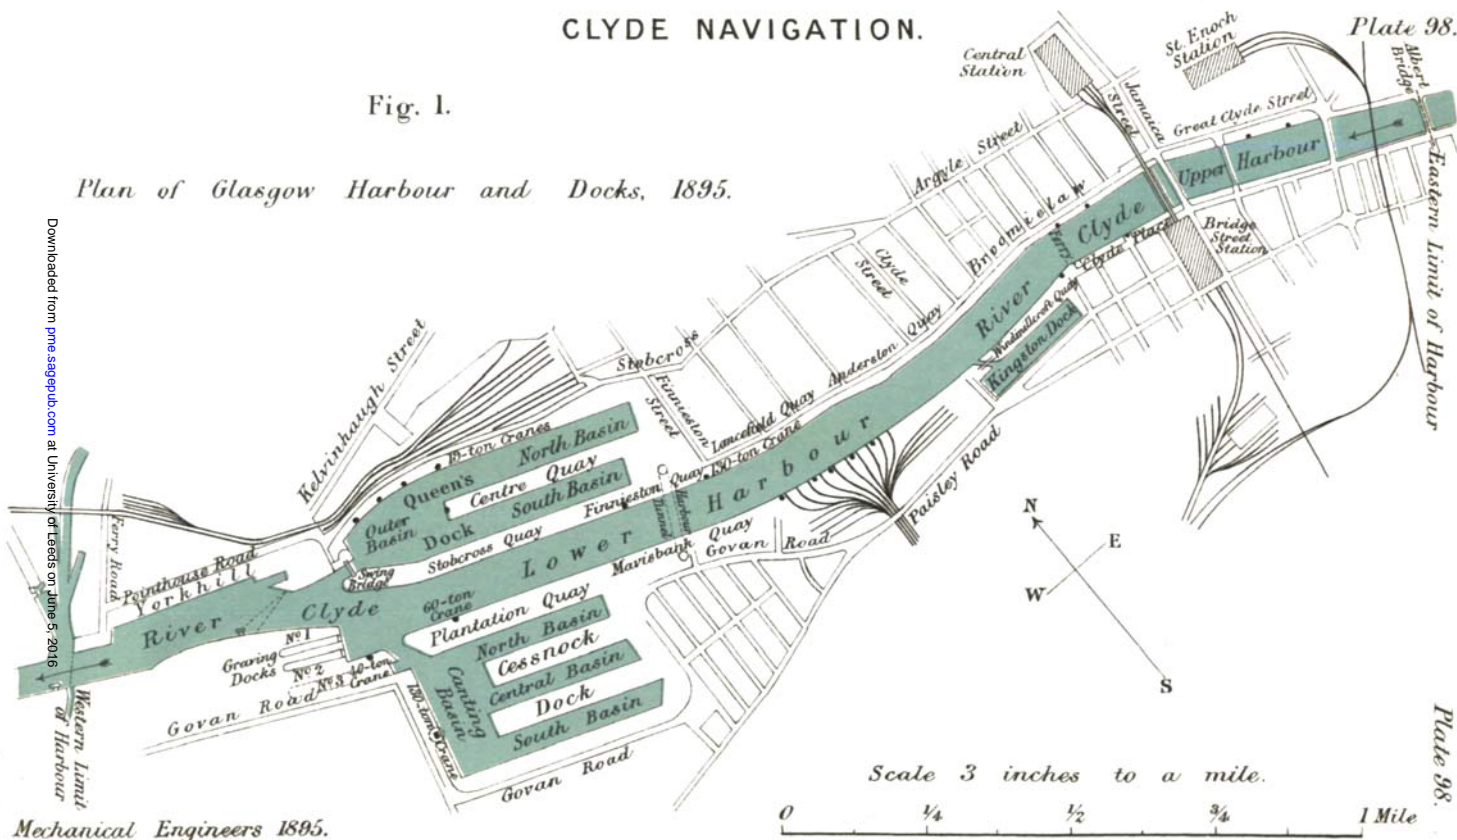 CLYDE NAVIGATION.
Plate 98.
Fig. 1.
Plan of Glasgow Harbour and Docks, 1895.
Central Station
St. Enoch Station
Albert Bridge
Jamaica Street
Great Clyde Street
Argyle Street
Upper Harbour
Eastern Limit of Harbour
Broomielaw
Clyde Street
Ferry
Clyde
Clyde Place
Bridge Street Station
River
Windmillcroft Quay
Kingston Dock
Anderston Quay
Lancefield Quay
130-ton Crane
Stobcross
Finnieston Street
Kelvinhaugh Street
15-ton Cranes
North Basin
Queen's
Centre Quay
South Basin
Outer Basin
Dock
Finnieston Quay
Stobcross Quay
Harbour Tunnel
Lower Harbour
Mavisbank Quay
Govan Road
Paisley Road
Swing Bridge
Ferry Road
Pointhouse Road
Yorkhill
River Clyde
60-ton Crane
Plantation Quay
North Basin
Cessnock
Central Basin
Dock
South Basin
Canting Basin
130-ton Crane
40-ton Crane
Graving Docks
No. 1
No. 2
No. 3
Govan Road
Govan Road
Western Limit of Harbour
N
E
W
S
Scale 3 inches to a mile.
0 1/4 1/2 3/4 1 Mile
Plate 98.
Mechanical Engineers 1895.
Downloaded from pme.sagepub.com at University of Leeds on June 5, 2016